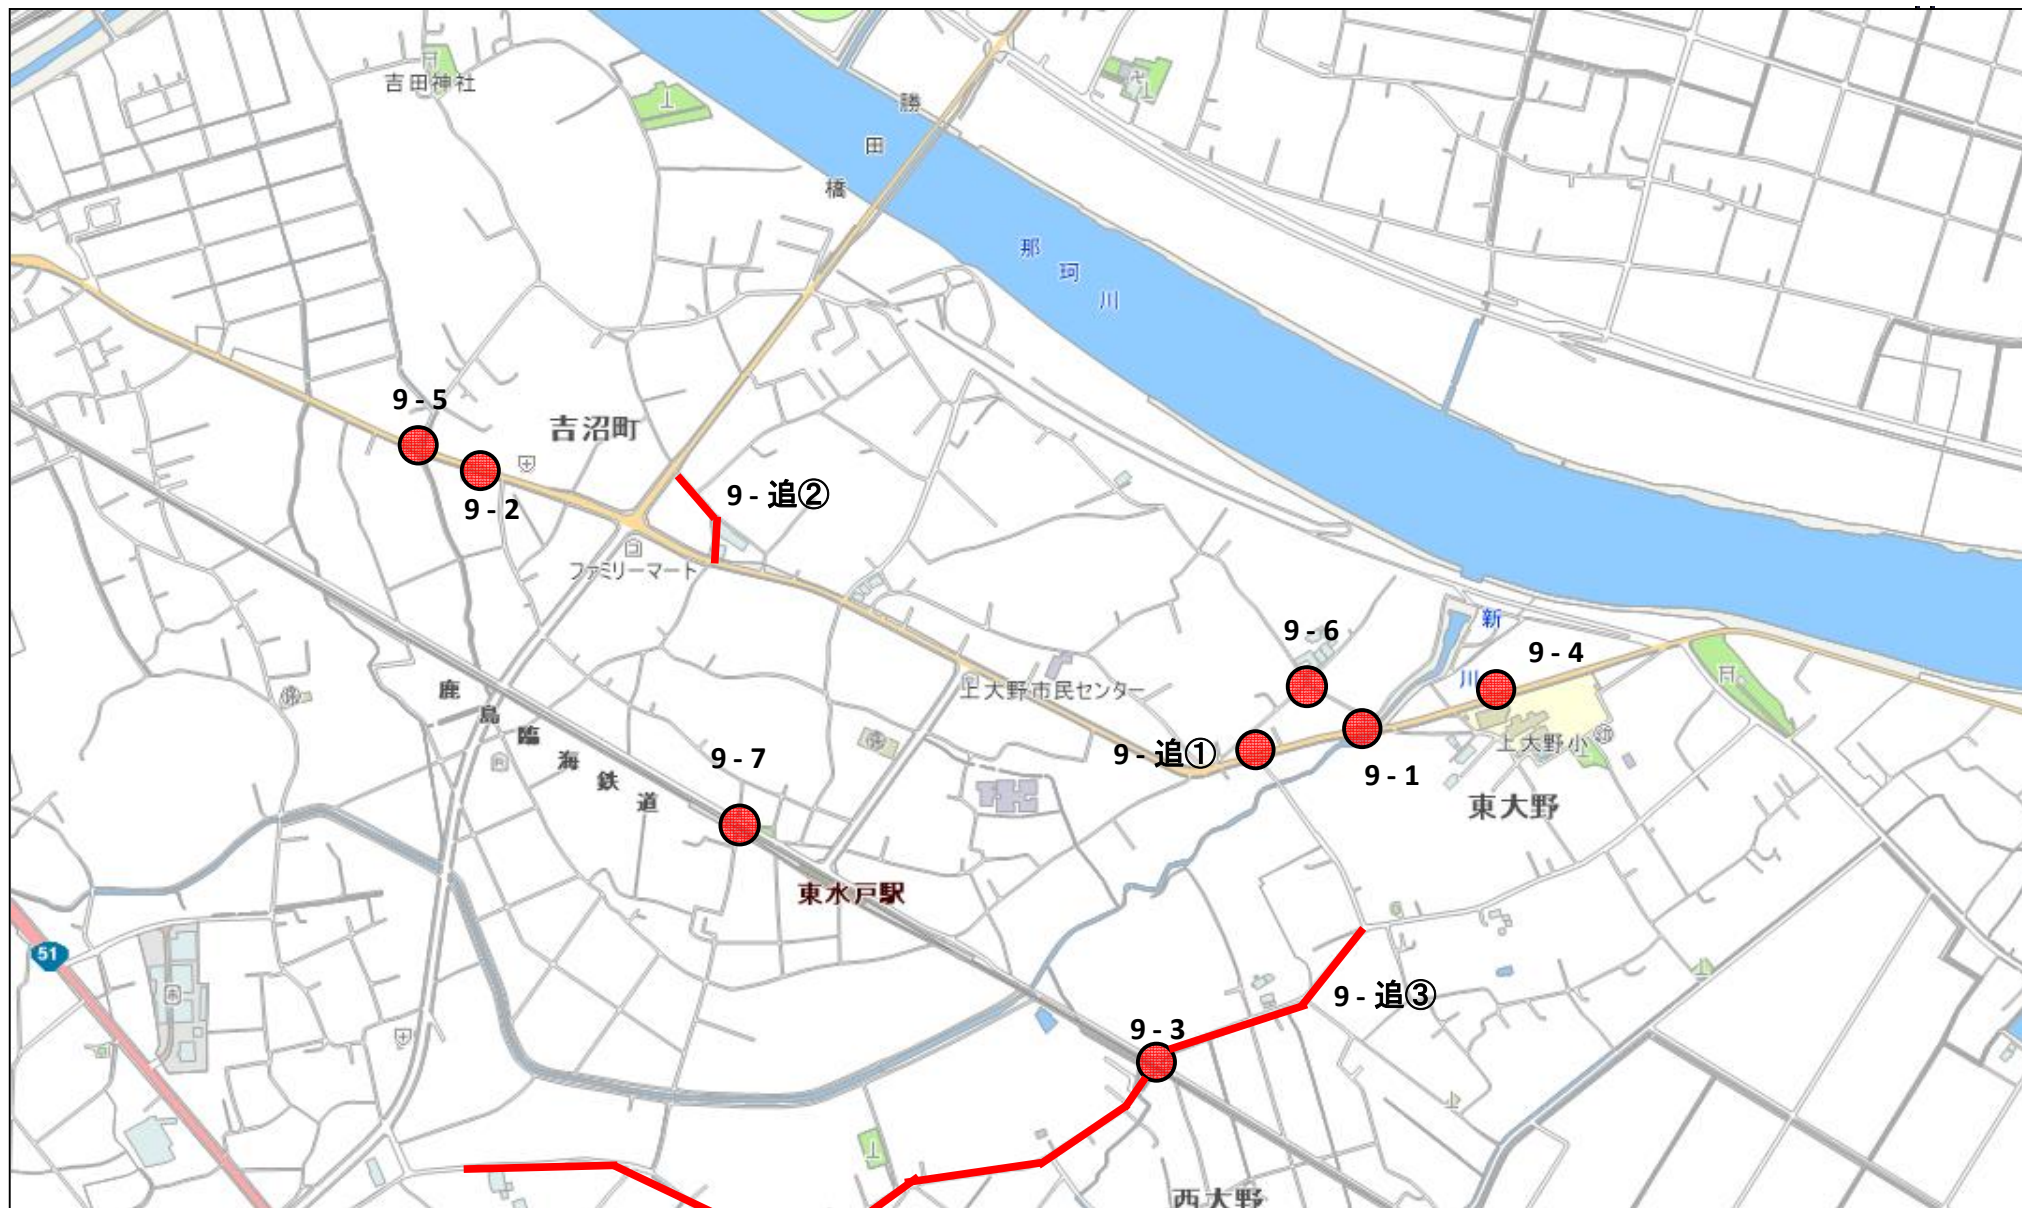 吉田神社
勝田橋
那珂川
9 - 5
吉沼町
9 - 2
9 - 追②
ファミリーマート
新川
9 - 6
9 - 4
上大野市民センター
鹿島臨海鉄道
9 - 追①
9 - 1
上大野小
9 - 7
東大野
東水戸駅
51
9 - 追③
9 - 3
西大野